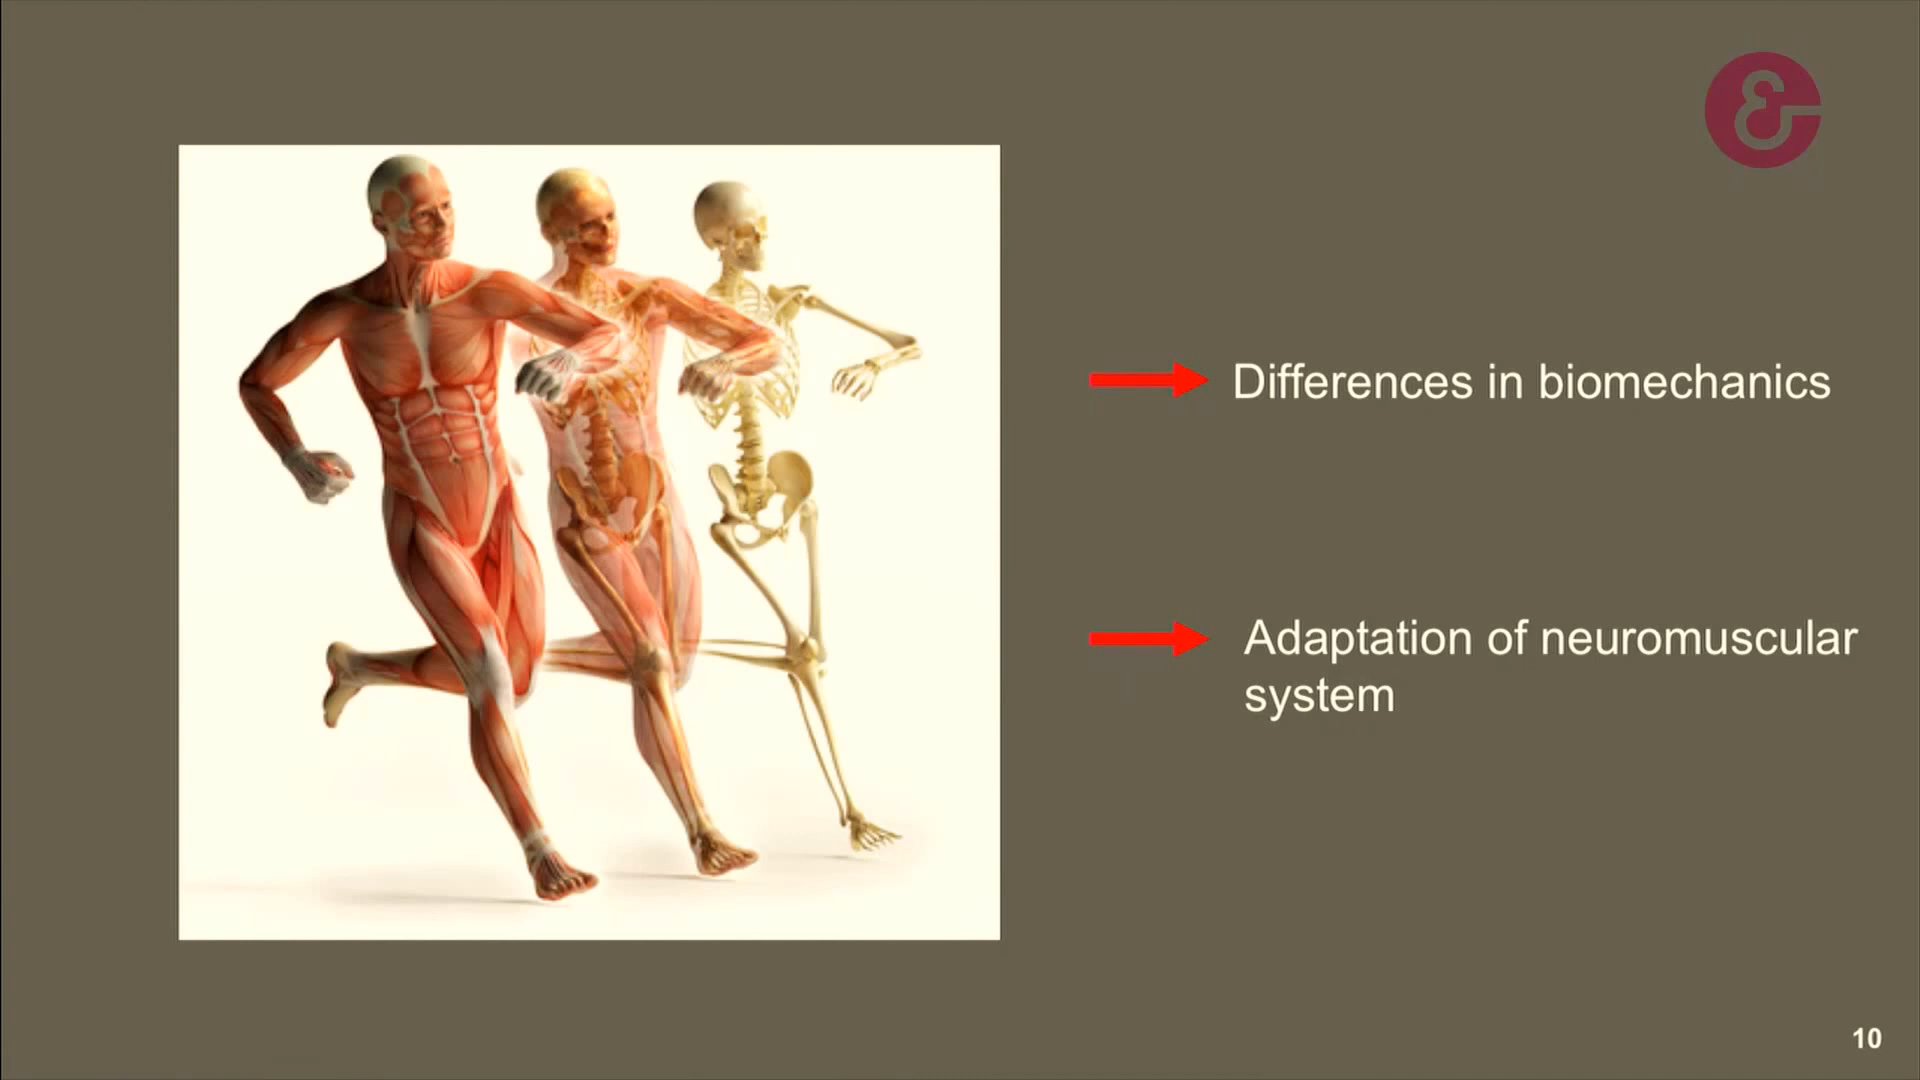 &
Differences in biomechanics
Adaptation of neuromuscular
system
10